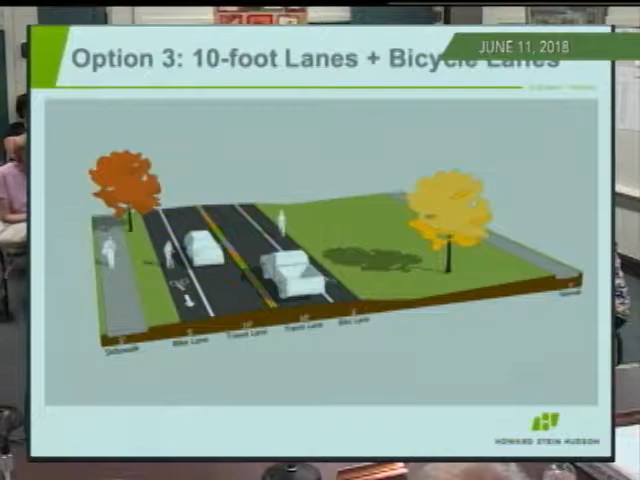 Option 3: 10-foot Lanes + Bicycle Lanes
JUNE 11, 2018
Sidewalk
Bike Lane
Travel Lane
Travel Lane
Bike Lane
HOWARD STEIN HUDSON